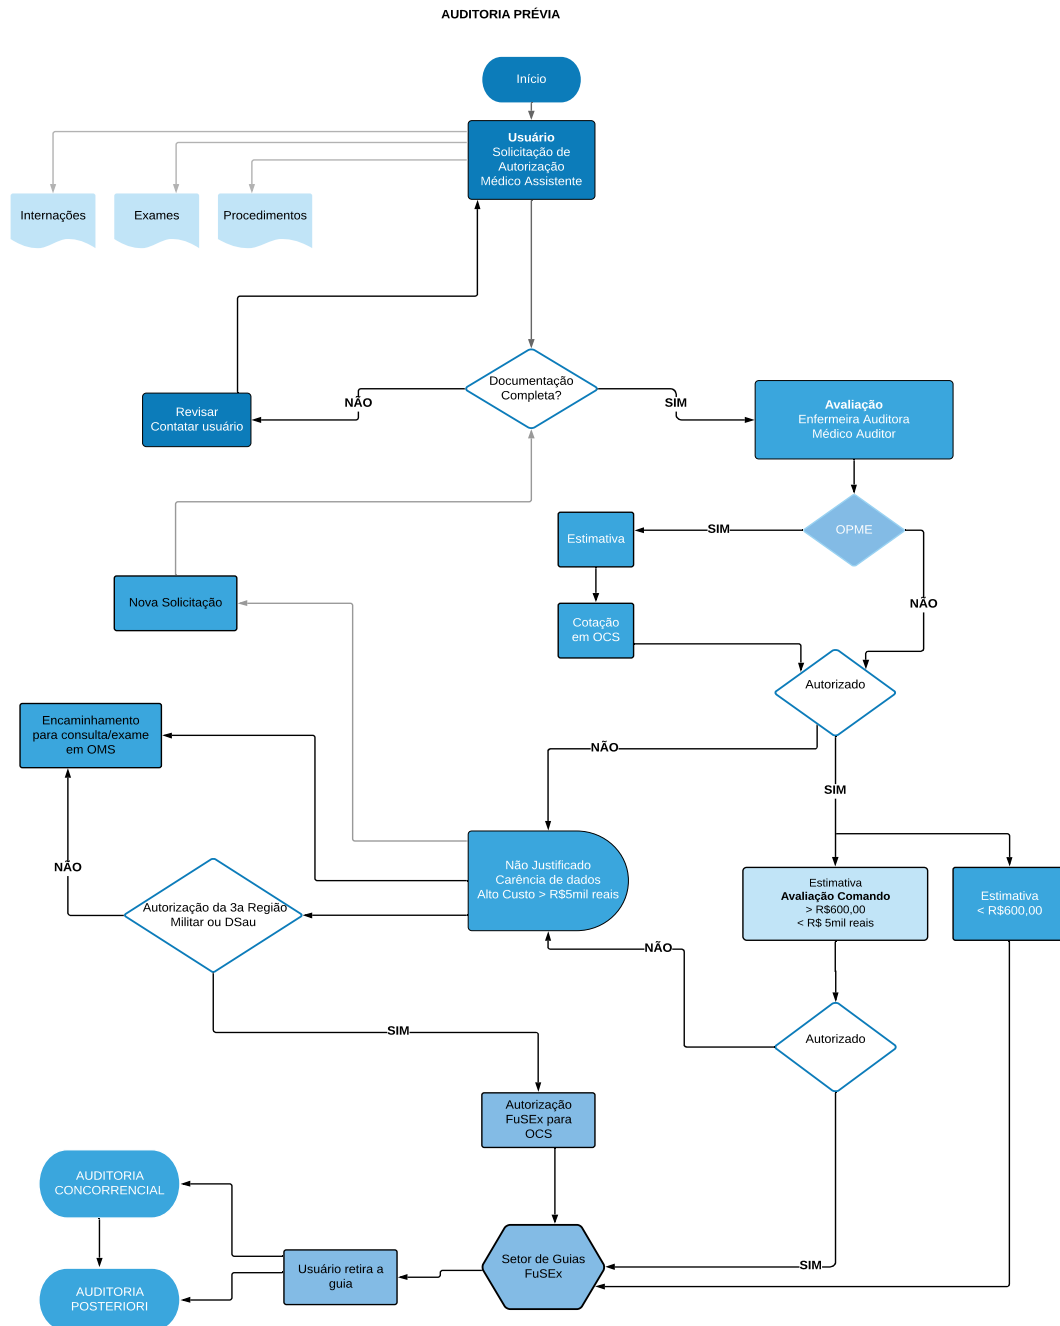 AUDITORIA PRÉVIA
Início
Usuário
Solicitação de
Autorização
Médico Assistente
Internações
Exames
Procedimentos
Documentação
Completa?
NÃO
SIM
Revisar
Contatar usuário
Avaliação
Enfermeira Auditora
Médico Auditor
OPME
SIM
NÃO
Estimativa
Cotação
em OCS
Nova Solicitação
Autorizado
NÃO
SIM
Encaminhamento
para consulta/exame
em OMS
NÃO
Não Justificado
Carência de dados
Alto Custo > R$5mil reais
Estimativa
Avaliação Comando
> R$600,00
< R$ 5mil reais
Estimativa
< R$600,00
Autorização da 3a Região
Militar ou DSau
NÃO
SIM
Autorizado
Autorização
FuSEx para
OCS
AUDITORIA
CONCORRENCIAL
Usuário retira a
guia
Setor de Guias
FuSEx
SIM
AUDITORIA
POSTERIORI